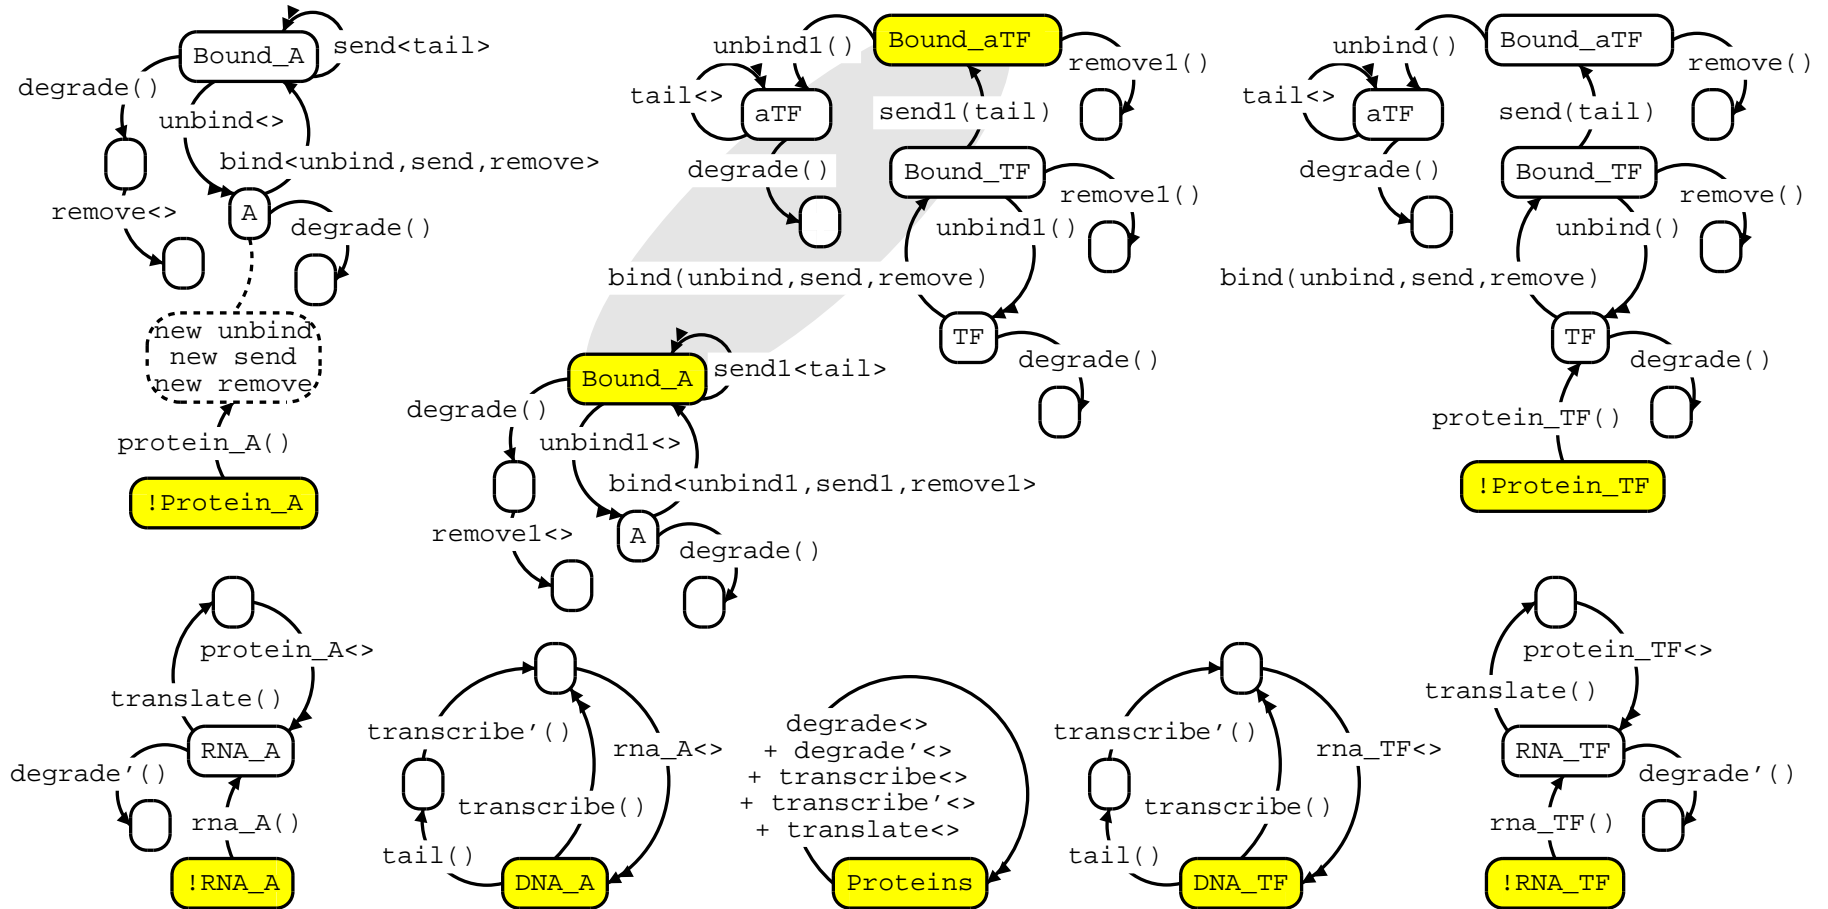 Bound_A
send<tail>
degrade()
unbind<>
bind<unbind,send,remove>
A
remove<>
degrade()
new unbind
new send
new remove
protein_A()
!Protein_A
unbind1()
Bound_aTF
remove1()
tail<>
aTF
send1(tail)
degrade()
Bound_TF
remove1()
unbind1()
bind(unbind,send,remove)
TF
degrade()
Bound_A
send1<tail>
degrade()
unbind1<>
bind<unbind1,send1,remove1>
remove1<>
A
degrade()
unbind()
Bound_aTF
remove()
tail<>
aTF
send(tail)
degrade()
Bound_TF
remove()
unbind()
bind(unbind,send,remove)
TF
degrade()
protein_TF()
!Protein_TF
protein_A<>
translate()
RNA_A
degrade'()
rna_A()
!RNA_A
transcribe'()
rna_A<>
transcribe()
tail()
DNA_A
degrade<>
+ degrade'<>
+ transcribe<>
+ transcribe'<>
+ translate<>
Proteins
transcribe'()
rna_TF<>
transcribe()
tail()
DNA_TF
protein_TF<>
translate()
RNA_TF
degrade'()
rna_TF()
!RNA_TF